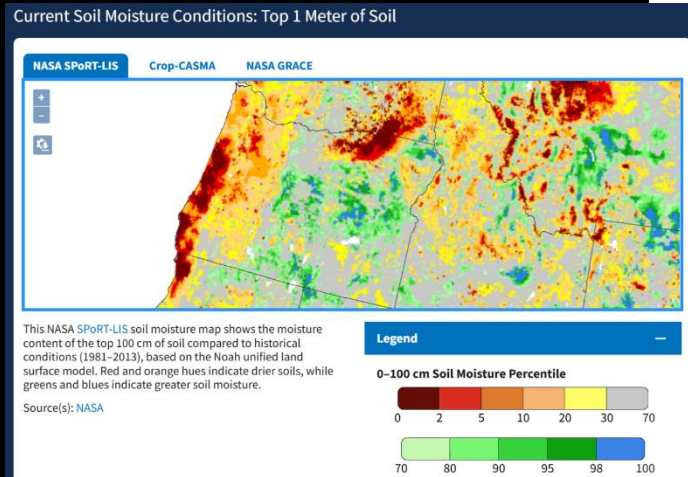 Current Soil Moisture Conditions: Top 1 Meter of Soil
NASA SPoRT-LIS Crop-CASMA NASA GRACE
+
–
This NASA SPoRT-LIS soil moisture map shows the moisture
content of the top 100 cm of soil compared to historical
conditions (1981–2013), based on the Noah unified land
surface model. Red and orange hues indicate drier soils, while
greens and blues indicate greater soil moisture.
Source(s): NASA
Legend –
0–100 cm Soil Moisture Percentile
0 2 5 10 20 30 70
70 80 90 95 98 100